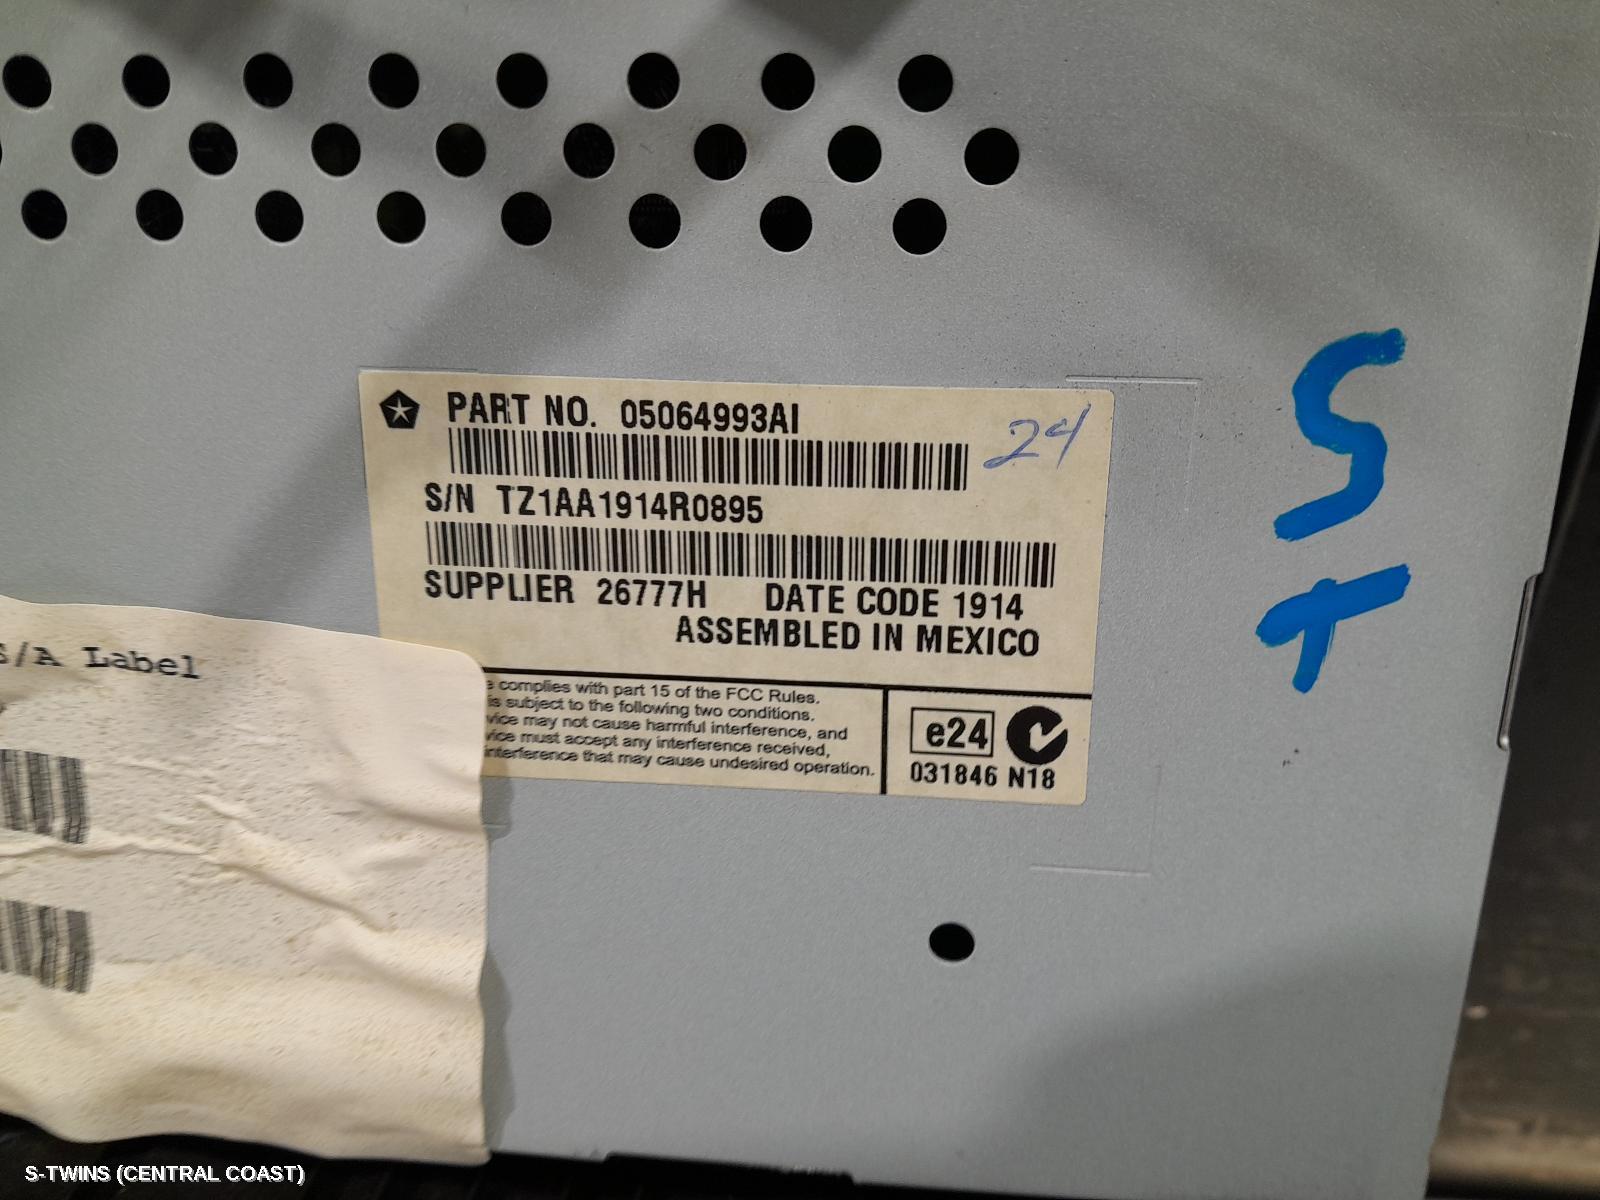 PART NO. 05064993AI
24
S/N TZ1AA1914R0895
SUPPLIER 26777H DATE CODE 1914
ASSEMBLED IN MEXICO
S/A Label
complies with part 15 of the FCC Rules.
is subject to the following two conditions.
vice may not cause harmful interference, and
vice must accept any interference received,
interference that may cause undesired operation.
e24
031846 N18
S
T
S-TWINS (CENTRAL COAST)